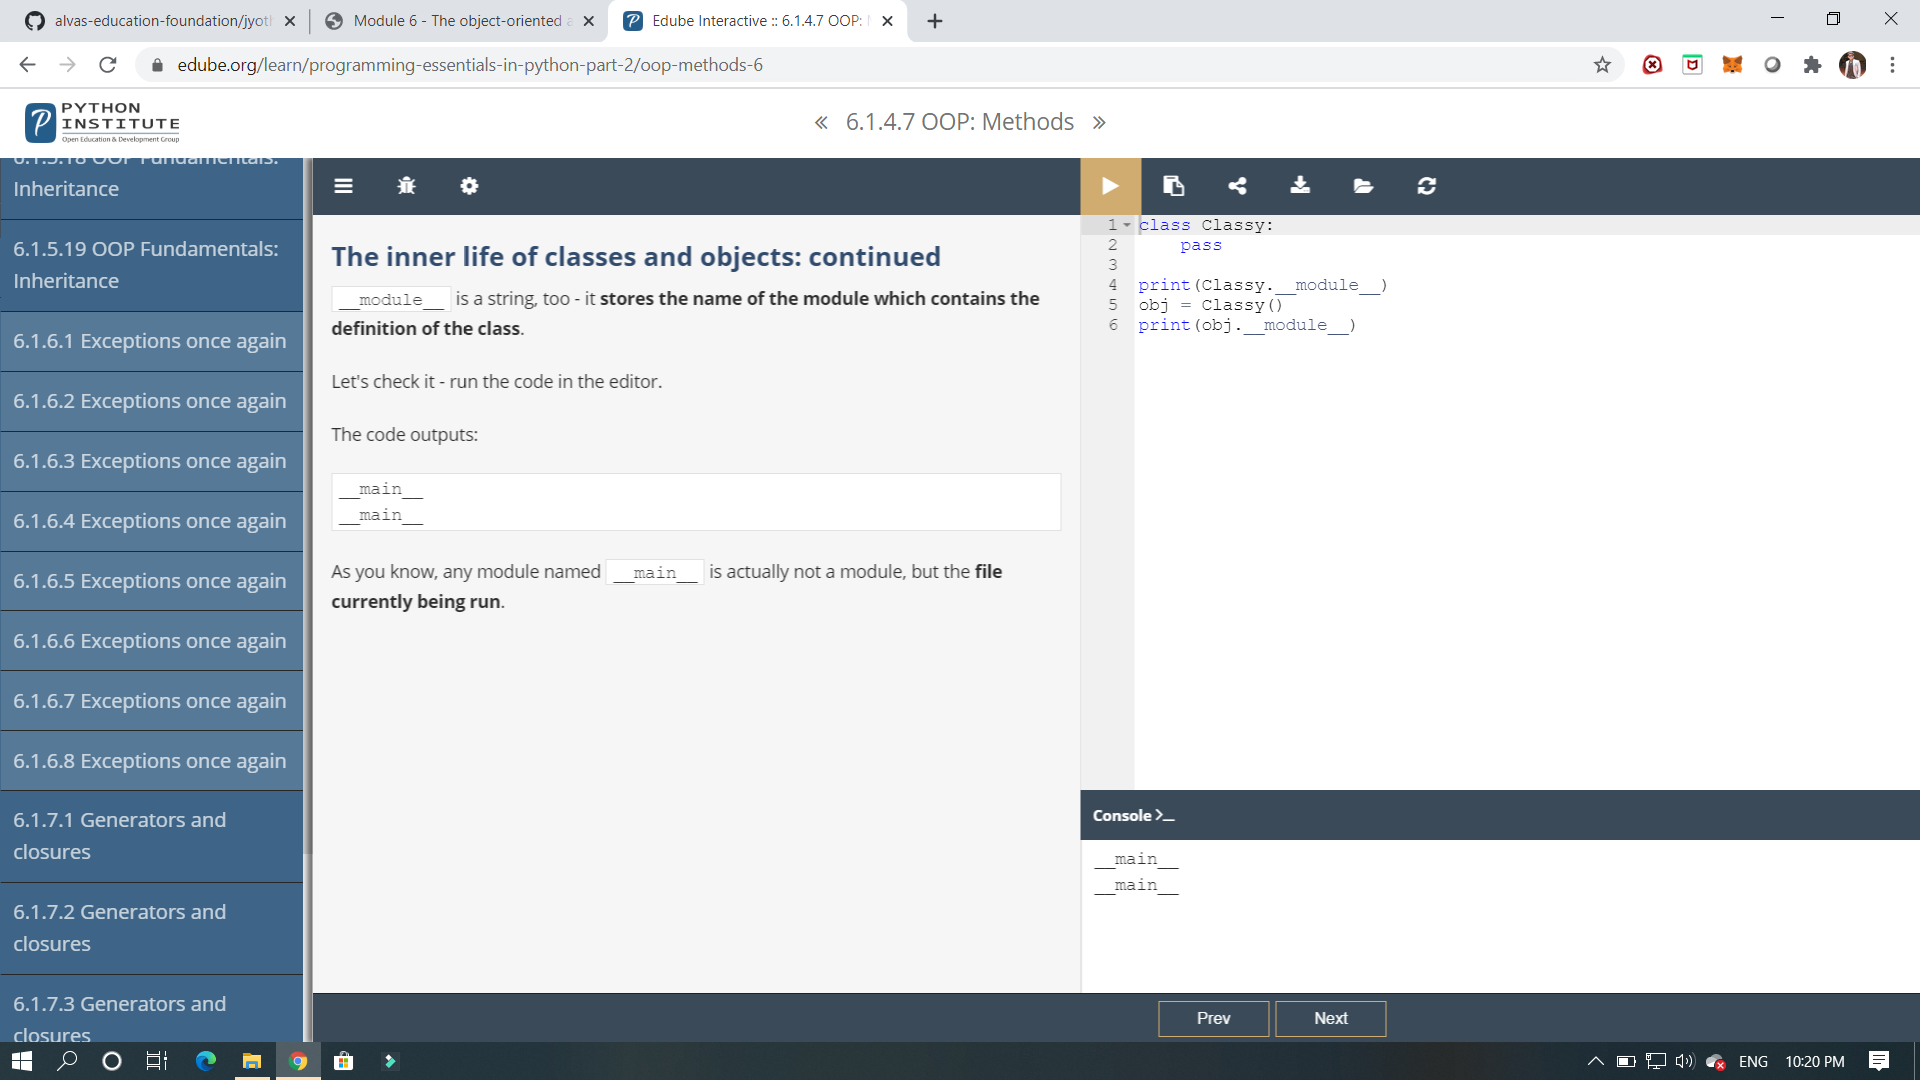 alvas-education-foundation/jyoth
Module 6 - The object-oriented a
Edube Interactive :: 6.1.4.7 OOP:
edube.org/learn/programming-essentials-in-python-part-2/oop-methods-6
PYTHON
INSTITUTE
Open Education & Development Group
6.1.4.7 OOP: Methods
6.1.5.18 OOP Fundamentals:
Inheritance
6.1.5.19 OOP Fundamentals:
Inheritance
6.1.6.1 Exceptions once again
6.1.6.2 Exceptions once again
6.1.6.3 Exceptions once again
6.1.6.4 Exceptions once again
6.1.6.5 Exceptions once again
6.1.6.6 Exceptions once again
6.1.6.7 Exceptions once again
6.1.6.8 Exceptions once again
6.1.7.1 Generators and
closures
6.1.7.2 Generators and
closures
6.1.7.3 Generators and
closures
The inner life of classes and objects: continued
__module__ is a string, too - it stores the name of the module which contains the
definition of the class.
Let's check it - run the code in the editor.
The code outputs:
__main__
__main__
As you know, any module named __main__ is actually not a module, but the file
currently being run.
1 class Classy:
2     pass
3
4 print(Classy.__module__)
5 obj = Classy()
6 print(obj.__module__)
Console >_
__main__
__main__
Prev
Next
ENG
10:20 PM